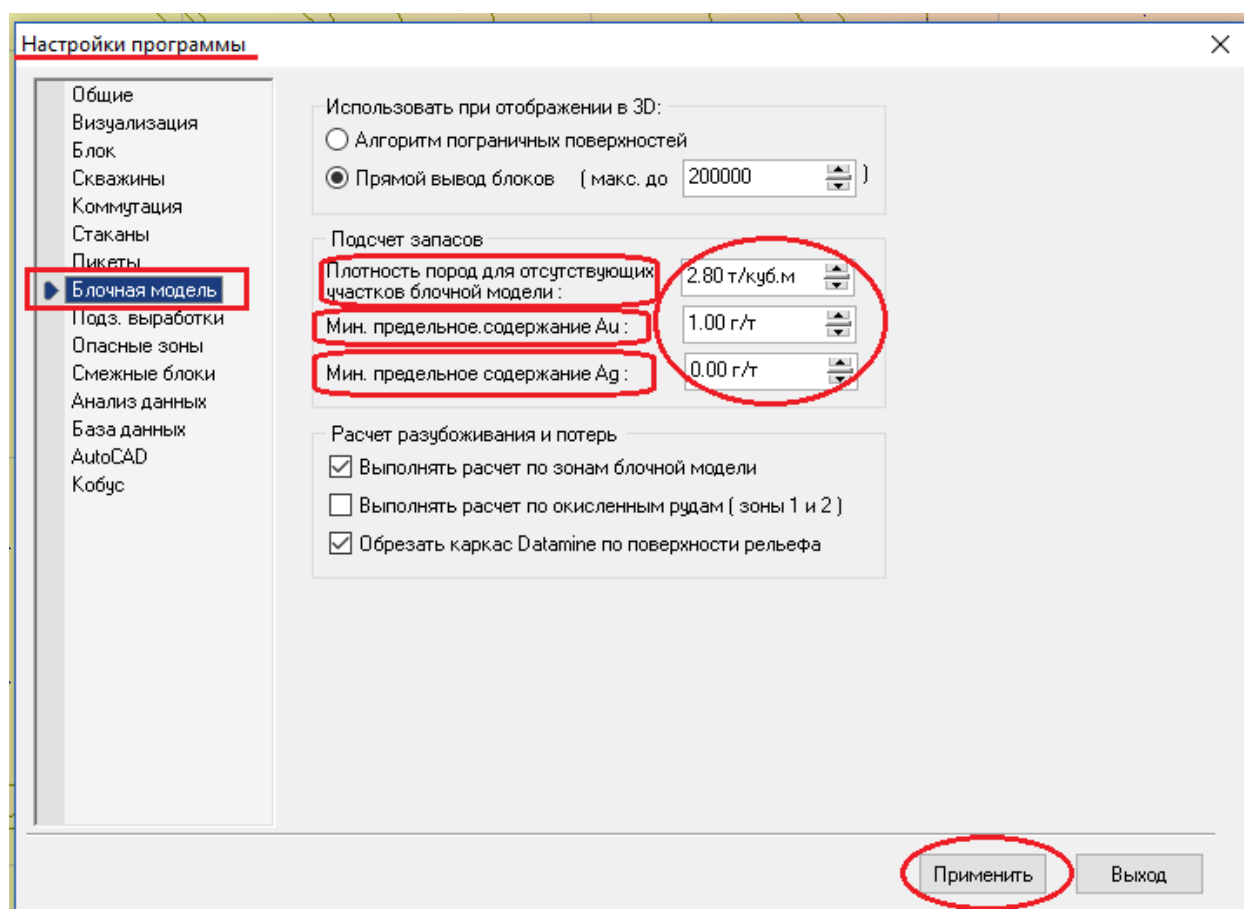 Настройки программы
Общие
Визуализация
Блок
Скважины
Коммутация
Стаканы
Пикеты
Блочная модель
Подз. выработки
Опасные зоны
Смежные блоки
Анализ данных
База данных
AutoCAD
Кобус
Использовать при отображении в 3D:
Алгоритм пограничных поверхностей
Прямой вывод блоков ( макс. до 200000 )
Подсчет запасов
Плотность пород для отсутствующих
участков блочной модели : 2.80 т/куб.м
Мин. предельное.содержание Au : 1.00 г/т
Мин. предельное содержание Ag : 0.00 г/т
Расчет разубоживания и потерь
Выполнять расчет по зонам блочной модели
Выполнять расчет по окисленным рудам ( зоны 1 и 2 )
Обрезать каркас Datamine по поверхности рельефа
Применить
Выход